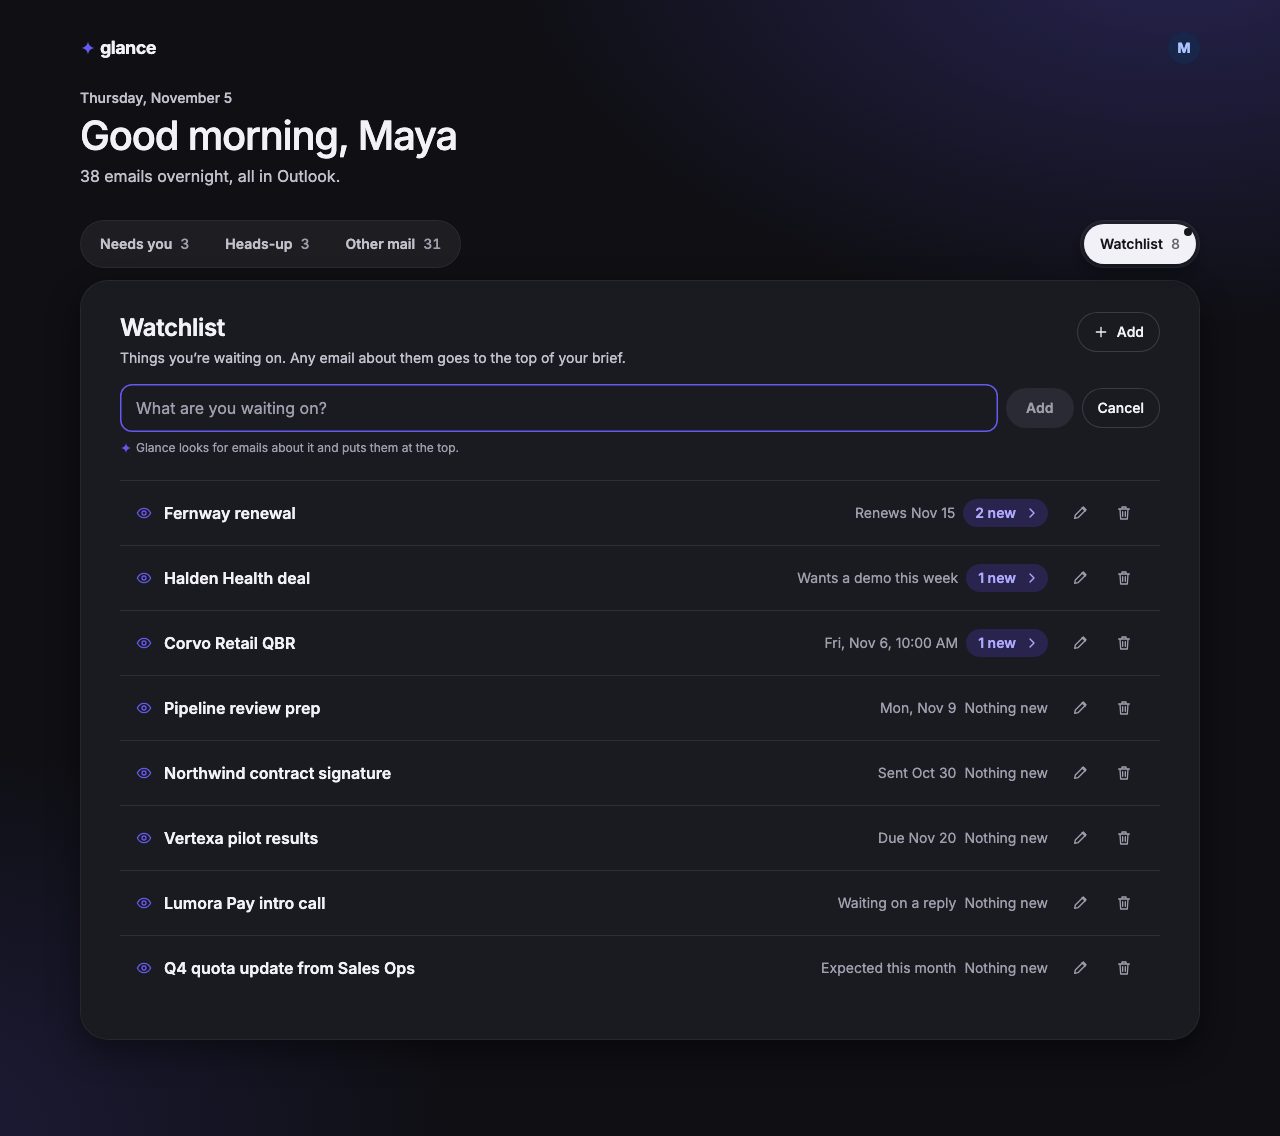 glance
M
Thursday, November 5
Good morning, Maya
38 emails overnight, all in Outlook.
Needs you 3 Heads-up 3 Other mail 31 Watchlist 8
Watchlist
+ Add
Things you’re waiting on. Any email about them goes to the top of your brief.
What are you waiting on? Add Cancel
Glance looks for emails about it and puts them at the top.
Fernway renewal Renews Nov 15 2 new
Halden Health deal Wants a demo this week 1 new
Corvo Retail QBR Fri, Nov 6, 10:00 AM 1 new
Pipeline review prep Mon, Nov 9 Nothing new
Northwind contract signature Sent Oct 30 Nothing new
Vertexa pilot results Due Nov 20 Nothing new
Lumora Pay intro call Waiting on a reply Nothing new
Q4 quota update from Sales Ops Expected this month Nothing new